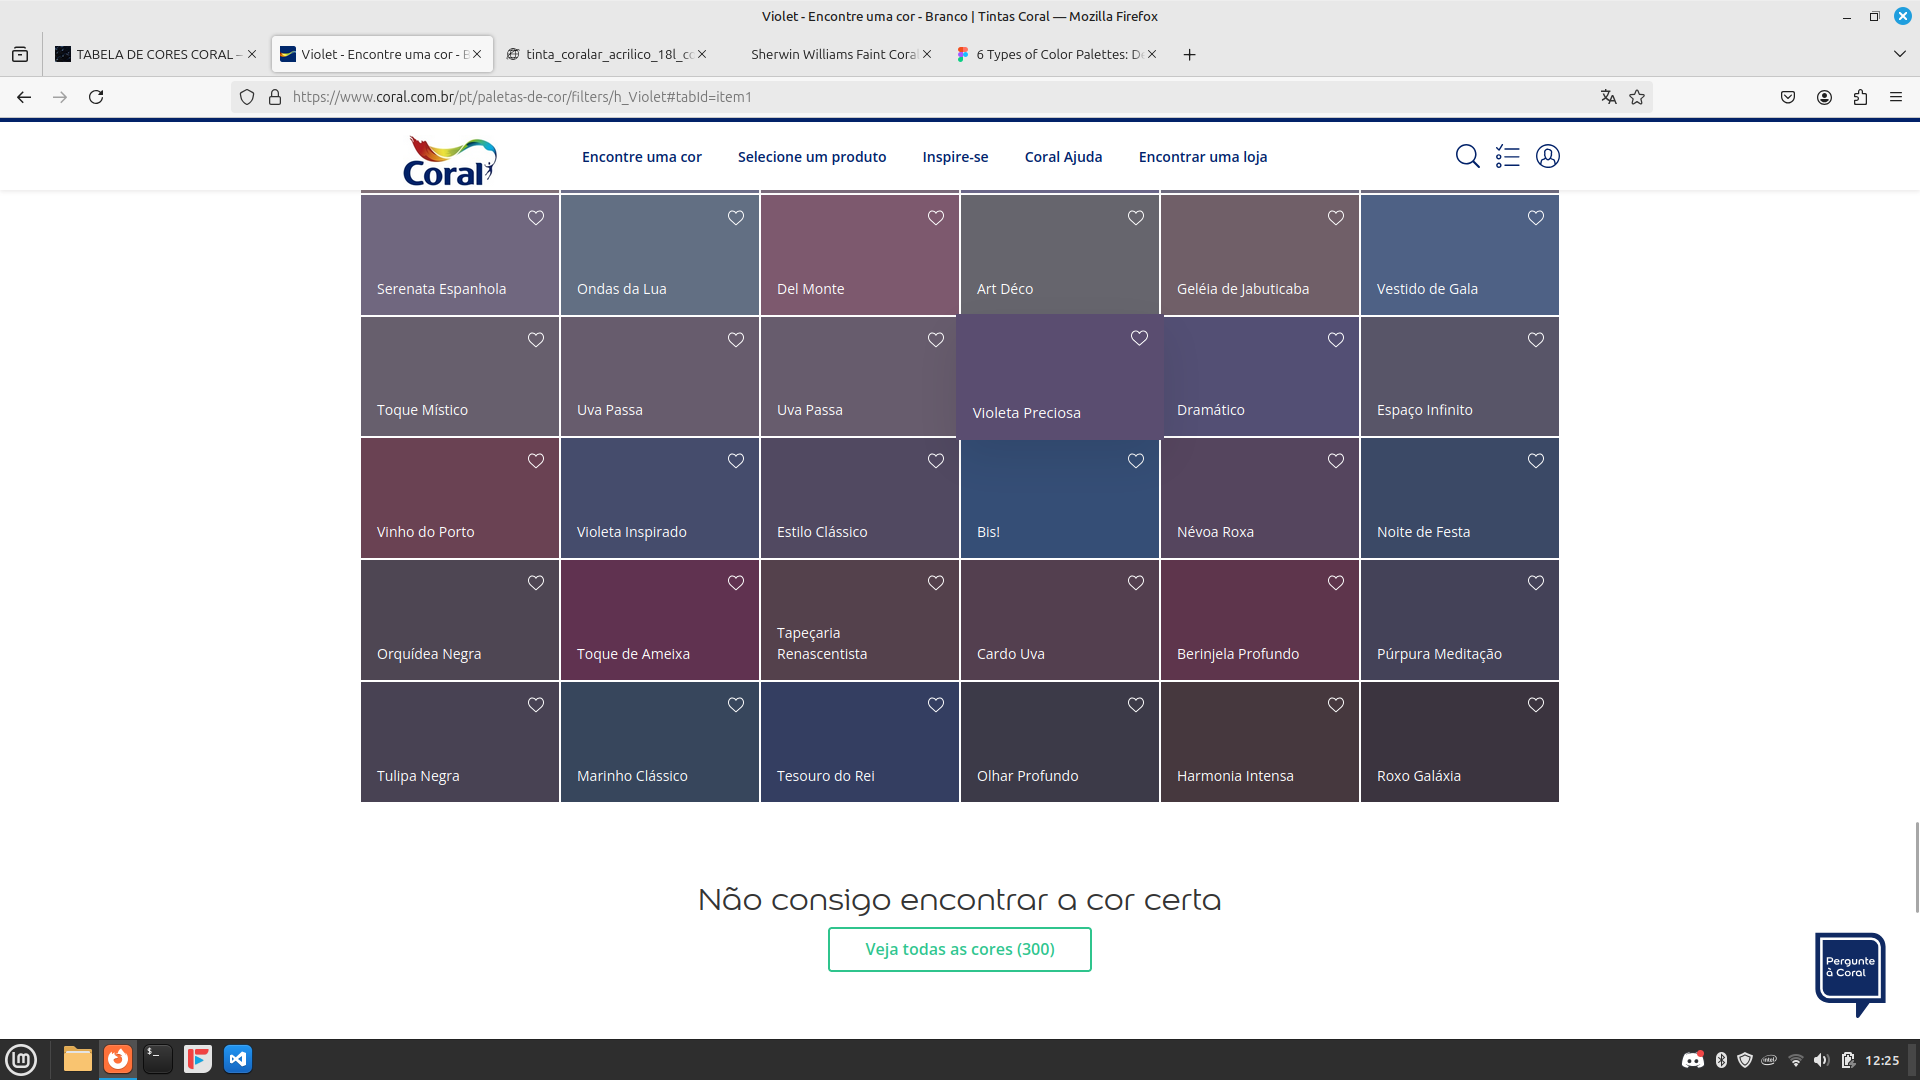 Violet - Encontre uma cor - Branco | Tintas Coral — Mozilla Firefox
TABELA DE CORES CORAL –
Violet - Encontre uma cor - B
tinta_coralar_acrilico_18l_co
Sherwin Williams Faint Coral
6 Types of Color Palettes: De
https://www.coral.com.br/pt/paletas-de-cor/filters/h_Violet#tabId=item1
Coral
Encontre uma cor
Selecione um produto
Inspire-se
Coral Ajuda
Encontrar uma loja
Serenata Espanhola
Ondas da Lua
Del Monte
Art Déco
Geléia de Jabuticaba
Vestido de Gala
Toque Místico
Uva Passa
Uva Passa
Violeta Preciosa
Dramático
Espaço Infinito
Vinho do Porto
Violeta Inspirado
Estilo Clássico
Bis!
Névoa Roxa
Noite de Festa
Orquídea Negra
Toque de Ameixa
Tapeçaria
Renascentista
Cardo Uva
Berinjela Profundo
Púrpura Meditação
Tulipa Negra
Marinho Clássico
Tesouro do Rei
Olhar Profundo
Harmonia Intensa
Roxo Galáxia
Não consigo encontrar a cor certa
Veja todas as cores (300)
Pergunte
à Coral
12:25